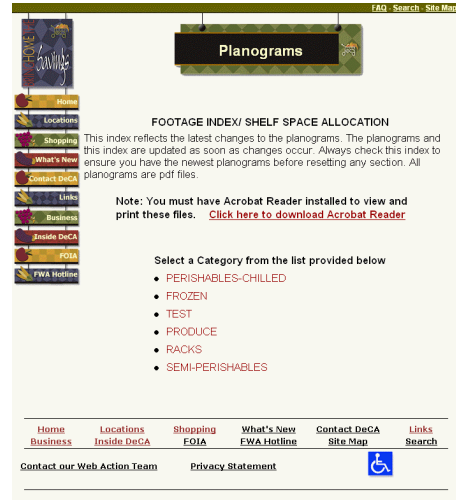 FAQ - Search - Site Map
HOME
Savings
Planograms
Home
Locations
Shopping
What's New
Contact DeCA
Links
Business
Inside DeCA
FOIA
FWA Hotline
FOOTAGE INDEX/ SHELF SPACE ALLOCATION
This index reflects the latest changes to the planograms. The planograms and
this index are updated as soon as changes occur. Always check this index to
ensure you have the newest planograms before resetting any section. All
planograms are pdf files.
Note: You must have Acrobat Reader installed to view and
print these files. Click here to download Acrobat Reader
Select a Category from the list provided below
• PERISHABLES-CHILLED
• FROZEN
• TEST
• PRODUCE
• RACKS
• SEMI-PERISHABLES
Home Locations Shopping What's New Contact DeCA Links
Business Inside DeCA FOIA FWA Hotline Site Map Search
Contact our Web Action Team Privacy Statement